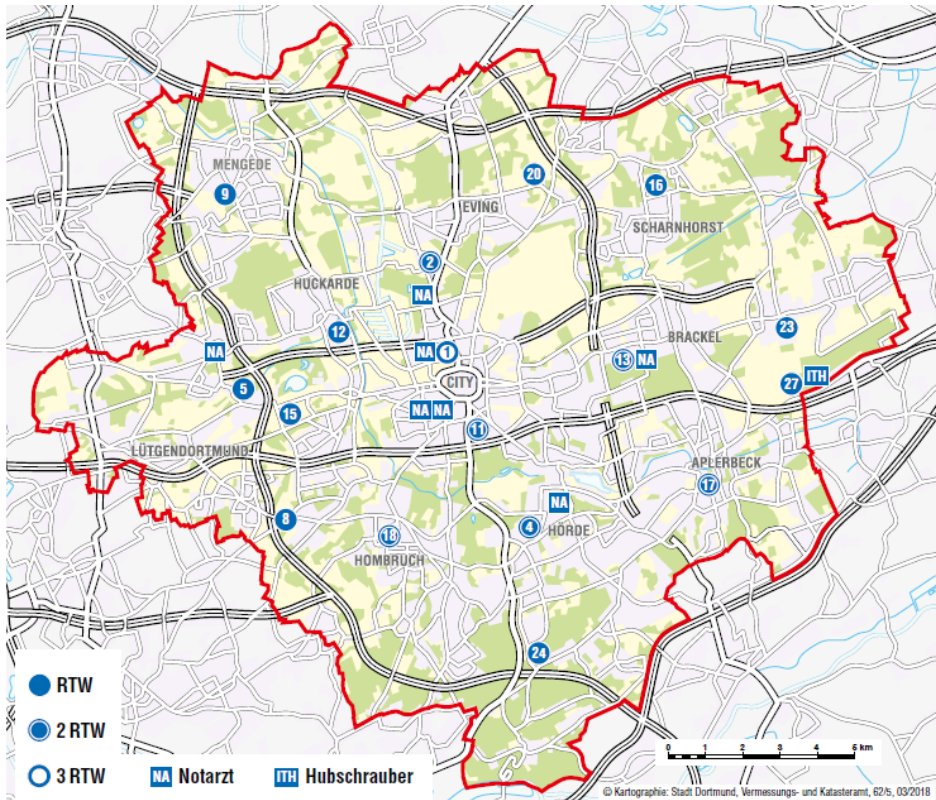 MENGEDE
9
20
16
EVING
SCHARNHORST
2
NA
HUCKARDE
12
23
BRACKEL
NA
NA
1
13
NA
CITY
27
ITH
5
15
NA
NA
11
LÜTGENDORTMUND
APLERBECK
17
NA
8
4
18
HÖRDE
HOMBRUCH
24
RTW
2 RTW
3 RTW
NA
Notarzt
ITH
Hubschrauber
0 1 2 3 4 5 km
© Kartographie: Stadt Dortmund, Vermessungs- und Katasteramt, 62/5, 03/2018